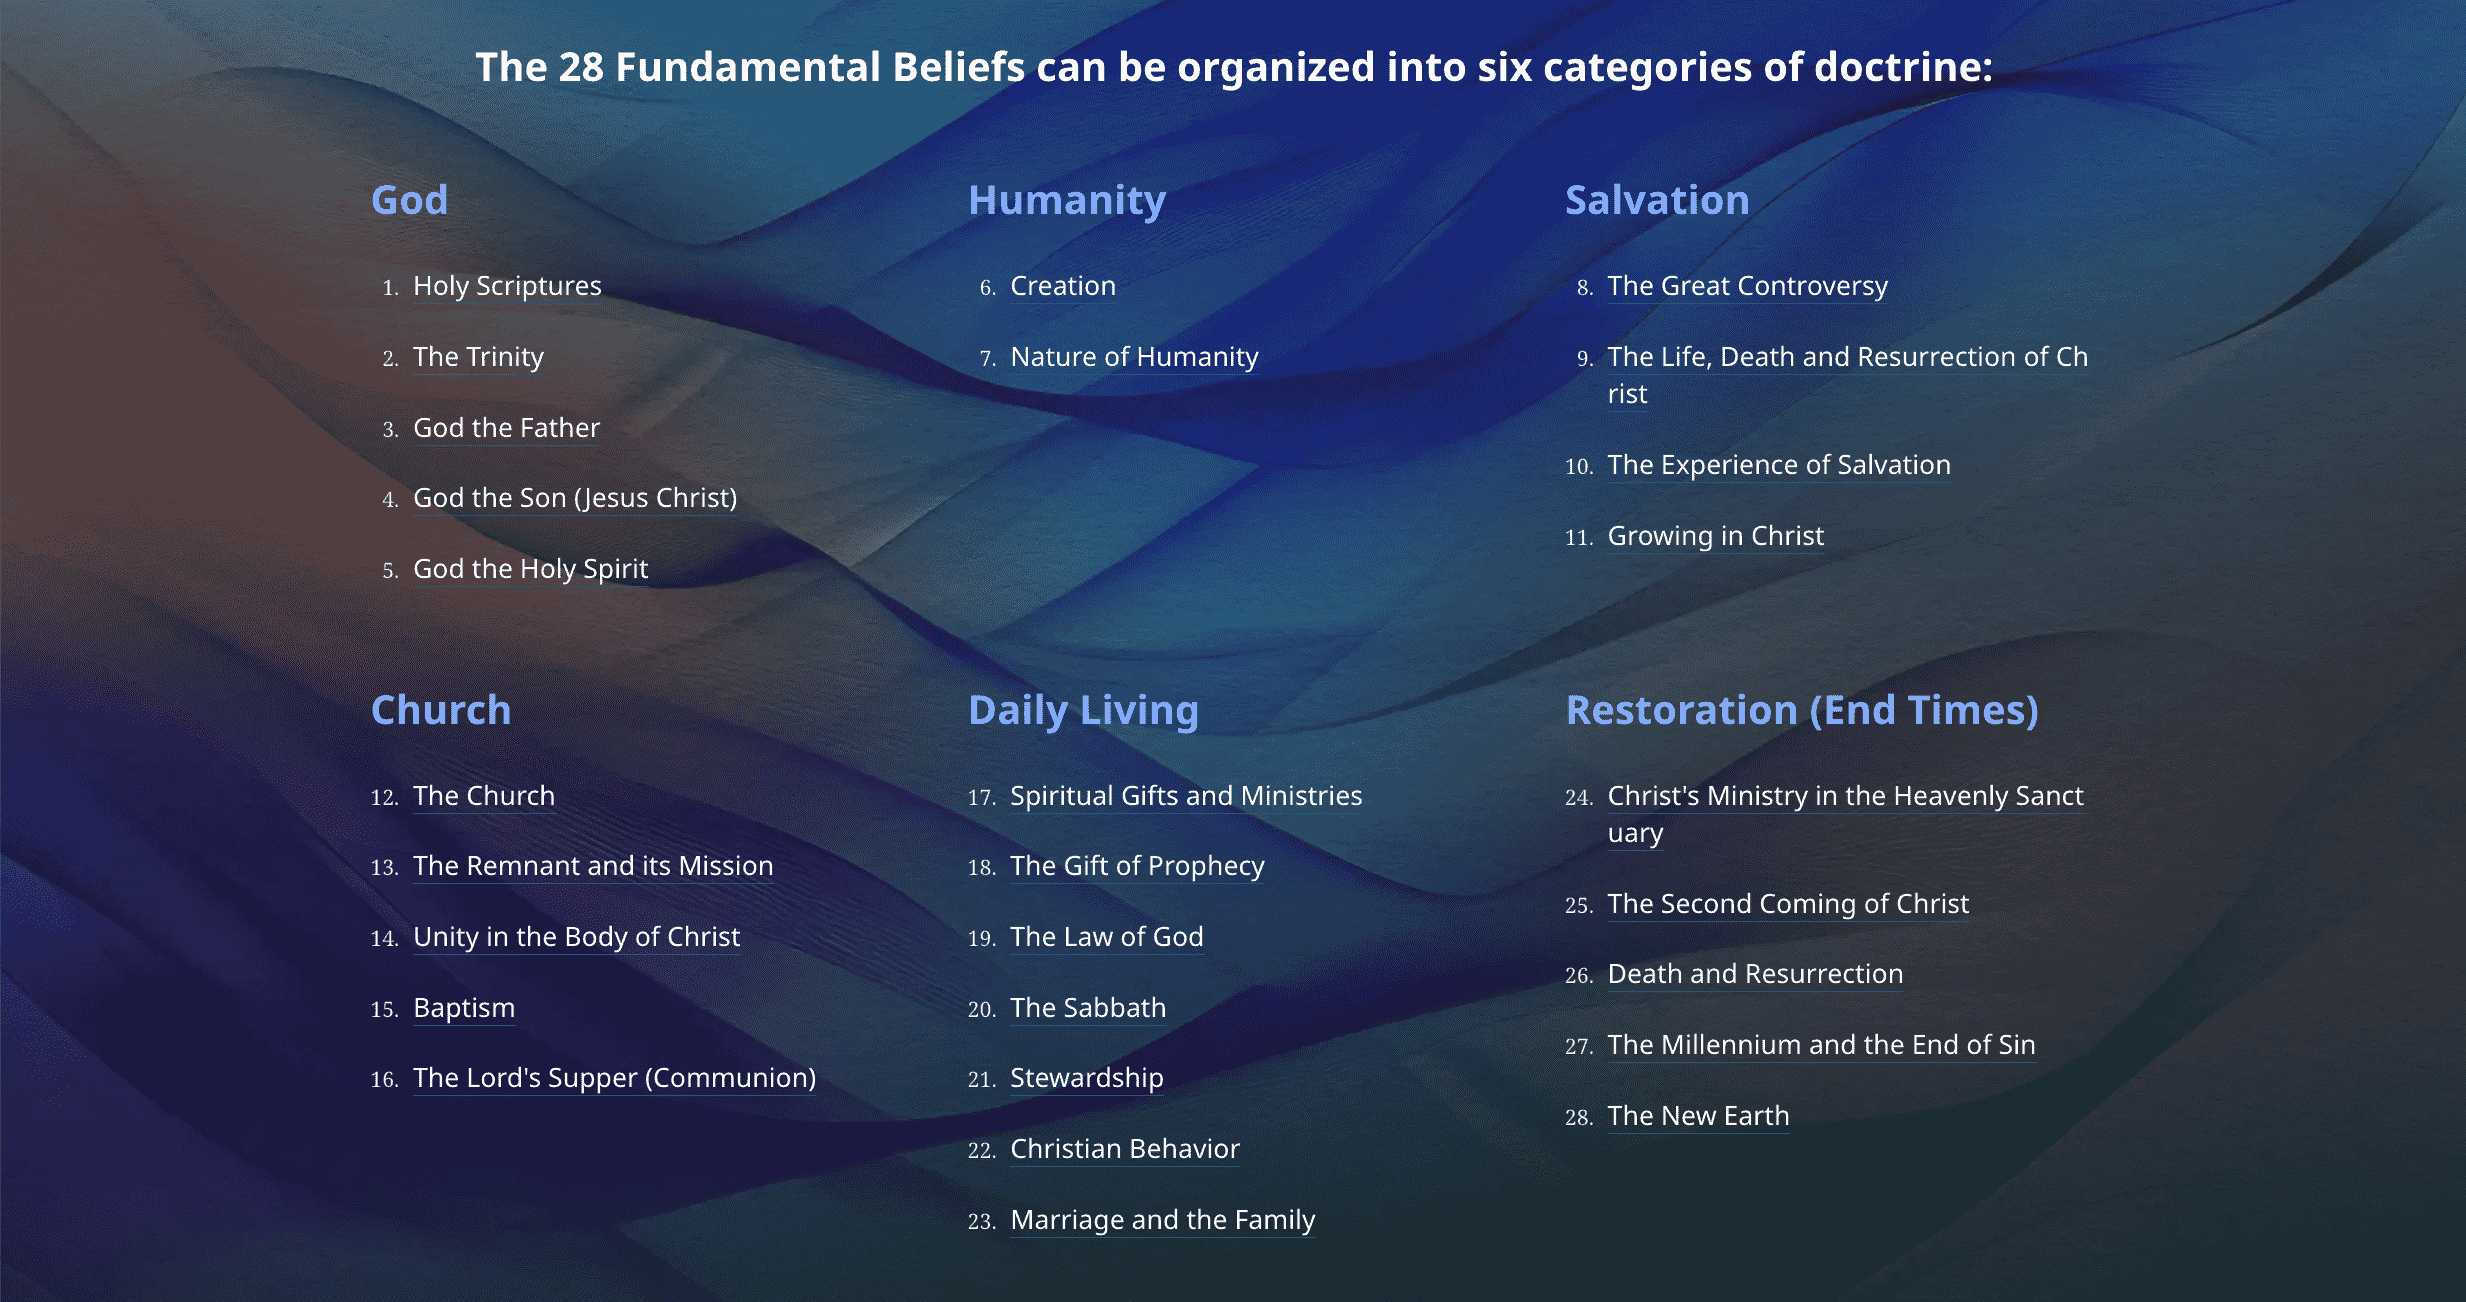 The 28 Fundamental Beliefs can be organized into six categories of doctrine:
God
1. Holy Scriptures
2. The Trinity
3. God the Father
4. God the Son (Jesus Christ)
5. God the Holy Spirit
Humanity
6. Creation
7. Nature of Humanity
Salvation
8. The Great Controversy
9. The Life, Death and Resurrection of Ch
rist
10. The Experience of Salvation
11. Growing in Christ
Church
12. The Church
13. The Remnant and its Mission
14. Unity in the Body of Christ
15. Baptism
16. The Lord's Supper (Communion)
Daily Living
17. Spiritual Gifts and Ministries
18. The Gift of Prophecy
19. The Law of God
20. The Sabbath
21. Stewardship
22. Christian Behavior
23. Marriage and the Family
Restoration (End Times)
24. Christ's Ministry in the Heavenly Sanct
uary
25. The Second Coming of Christ
26. Death and Resurrection
27. The Millennium and the End of Sin
28. The New Earth